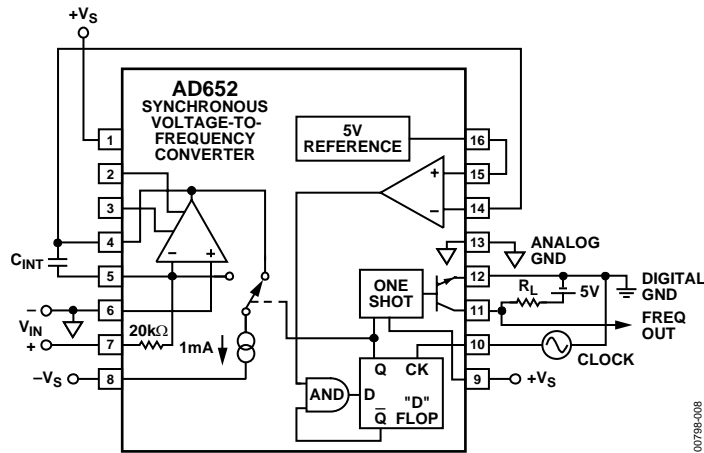 +VS
AD652
SYNCHRONOUS
VOLTAGE-TO-
FREQUENCY
CONVERTER
5V
REFERENCE
1
2
3
4
5
6
7
8
16
15
14
13
12
11
10
9
CINT
−
VIN
+
−VS
− +
20kΩ
1mA
+
−
ONE
SHOT
AND
D
Q CK
"D"
FLOP
Q̅
ANALOG
GND
RL
5V
DIGITAL
GND
FREQ
OUT
CLOCK
+VS
00798-008